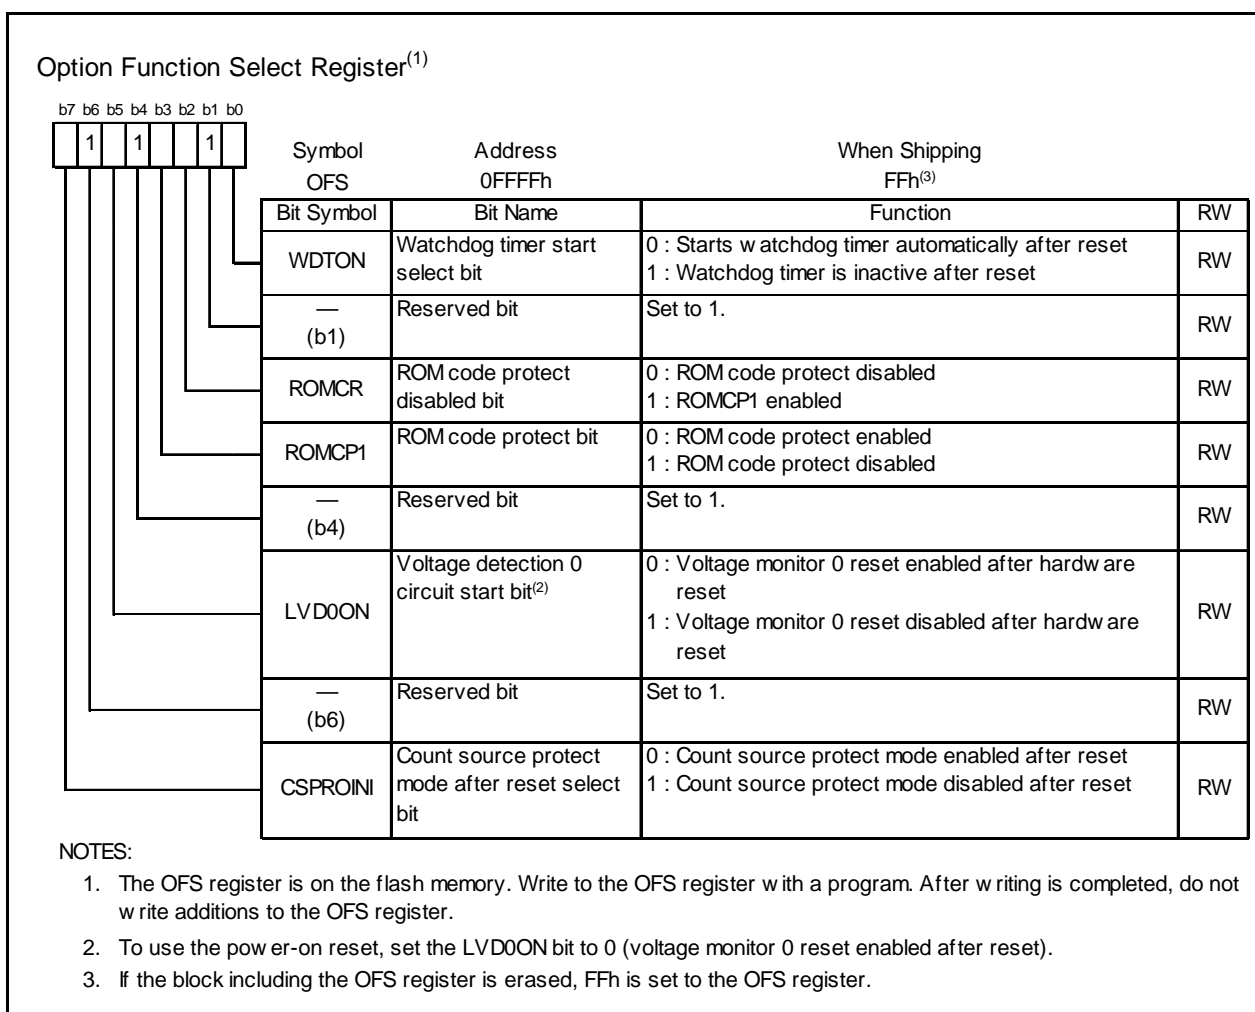 Option Function Select Register(1)
b7 b6 b5 b4 b3 b2 b1 b0
1 1 1
Symbol Address When Shipping
OFS 0FFFFh FFh(3)
Bit Symbol Bit Name Function RW
WDTON Watchdog timer start select bit 0 : Starts watchdog timer automatically after reset
1 : Watchdog timer is inactive after reset RW
—
(b1) Reserved bit Set to 1. RW
ROMCR ROM code protect disabled bit 0 : ROM code protect disabled
1 : ROMCP1 enabled RW
ROMCP1 ROM code protect bit 0 : ROM code protect enabled
1 : ROM code protect disabled RW
—
(b4) Reserved bit Set to 1. RW
LVD0ON Voltage detection 0 circuit start bit(2) 0 : Voltage monitor 0 reset enabled after hardware
reset
1 : Voltage monitor 0 reset disabled after hardware
reset RW
—
(b6) Reserved bit Set to 1. RW
CSPROINI Count source protect mode after reset select bit 0 : Count source protect mode enabled after reset
1 : Count source protect mode disabled after reset RW
NOTES:
1. The OFS register is on the flash memory. Write to the OFS register with a program. After writing is completed, do not
write additions to the OFS register.
2. To use the power-on reset, set the LVD0ON bit to 0 (voltage monitor 0 reset enabled after reset).
3. If the block including the OFS register is erased, FFh is set to the OFS register.